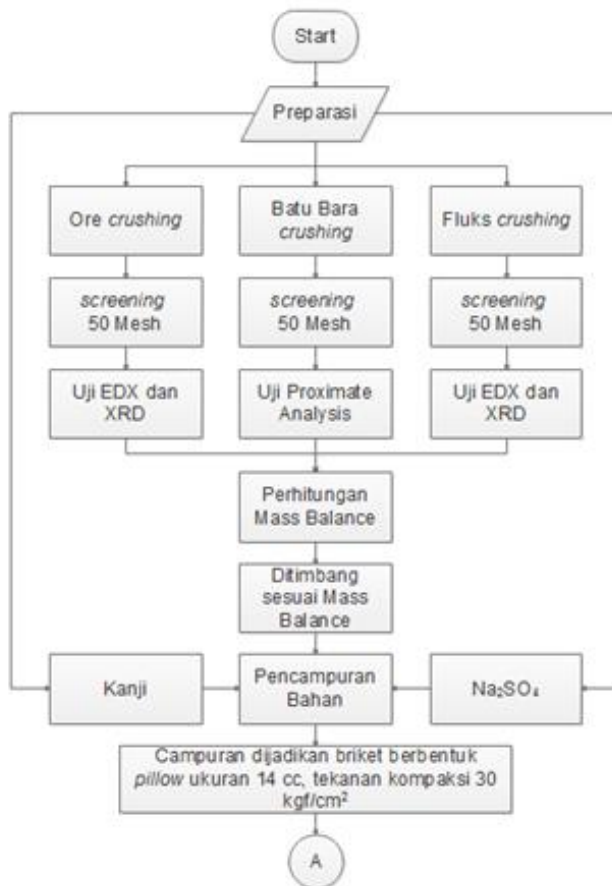 Start
Preparasi
Ore crushing
Batu Bara
crushing
Fluks crushing
screening
50 Mesh
screening
50 Mesh
screening
50 Mesh
Uji EDX dan
XRD
Uji Proximate
Analysis
Uji EDX dan
XRD
Perhitungan
Mass Balance
Ditimbang
sesuai Mass
Balance
Kanji
Pencampuran
Bahan
Na₂SO₄
Campuran dijadikan briket berbentuk
pillow ukuran 14 cc, tekanan kompaksi 30
kgf/cm²
A